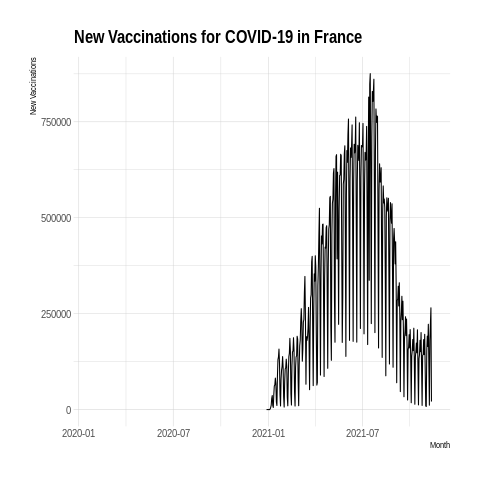 New Vaccinations for COVID-19 in France
New Vaccinations
750000
500000
250000
0
2020-01 2020-07 2021-01 2021-07
Month